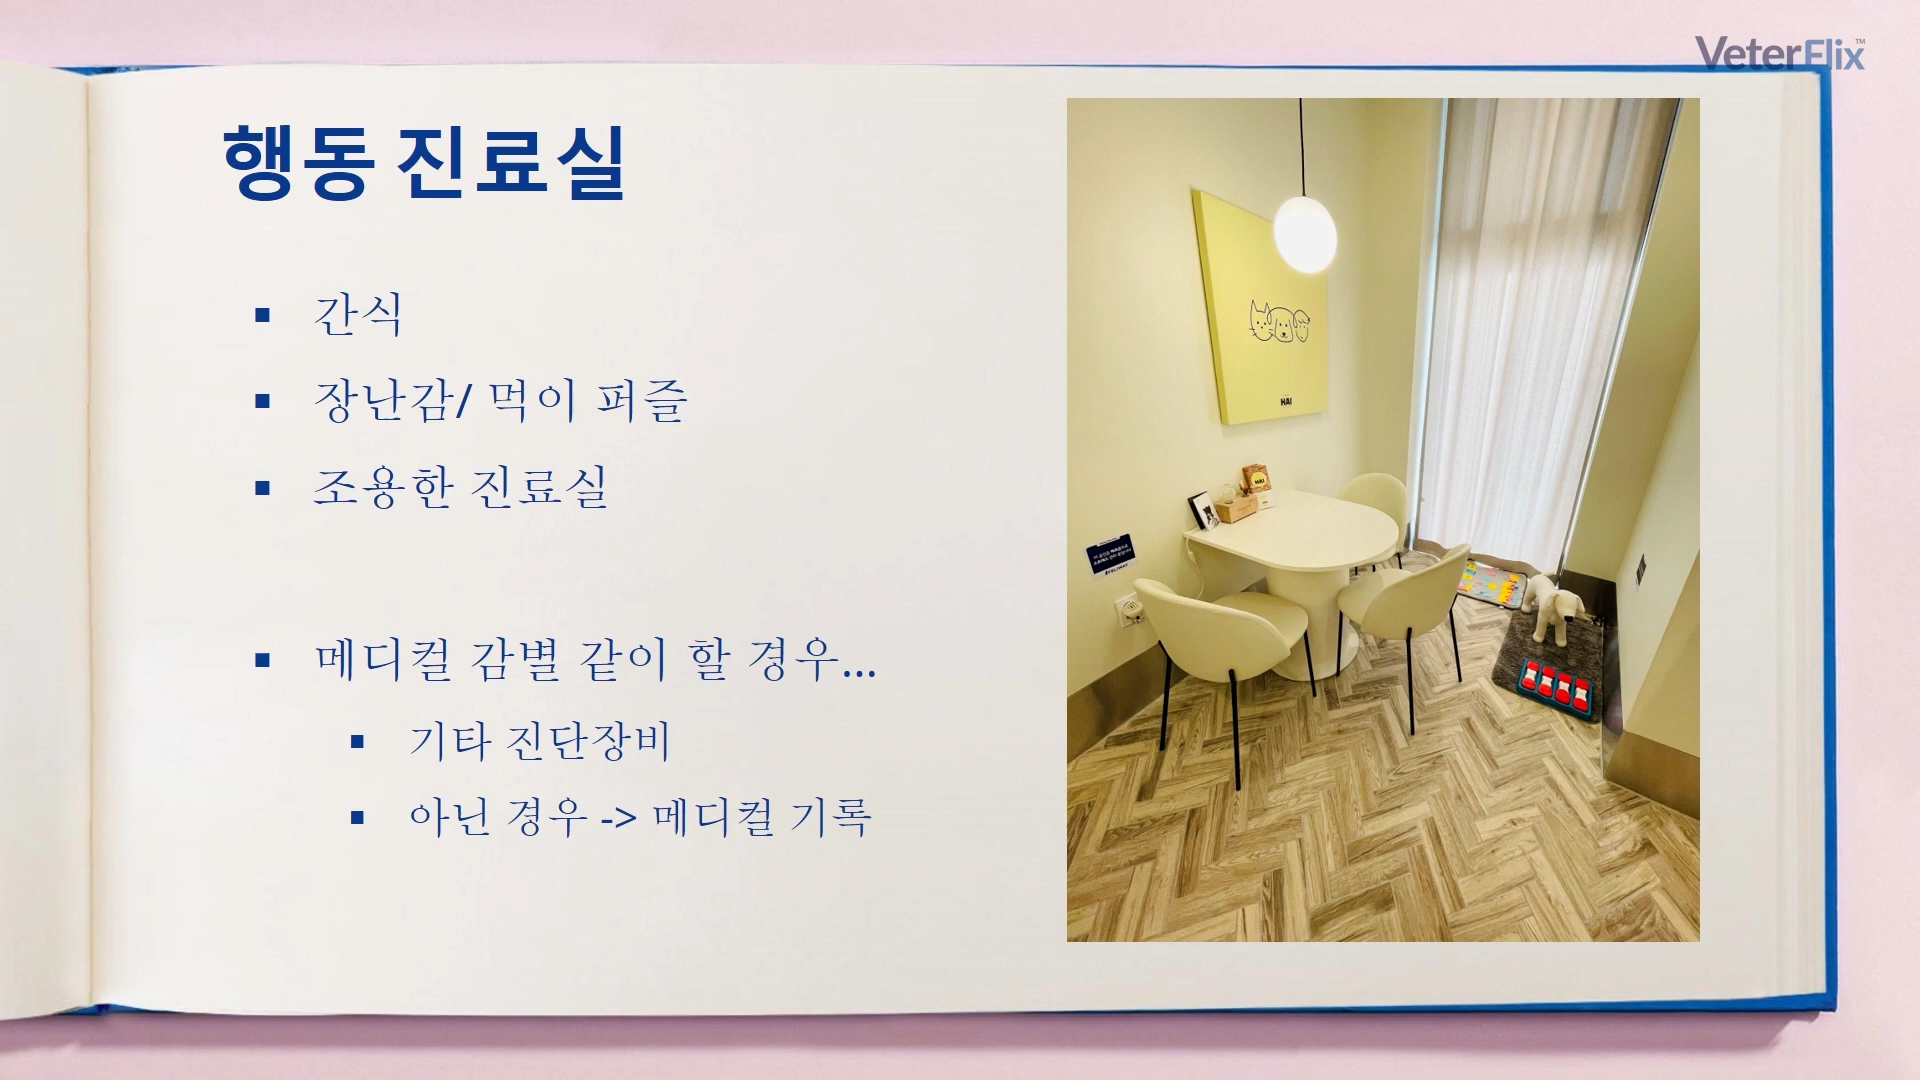 VeterFlix™
행동 진료실
▪ 간식
▪ 장난감/ 먹이 퍼즐
▪ 조용한 진료실
▪ 메디컬 감별 같이 할 경우...
▪ 기타 진단장비
▪ 아닌 경우 -> 메디컬 기록
HAI
HAI